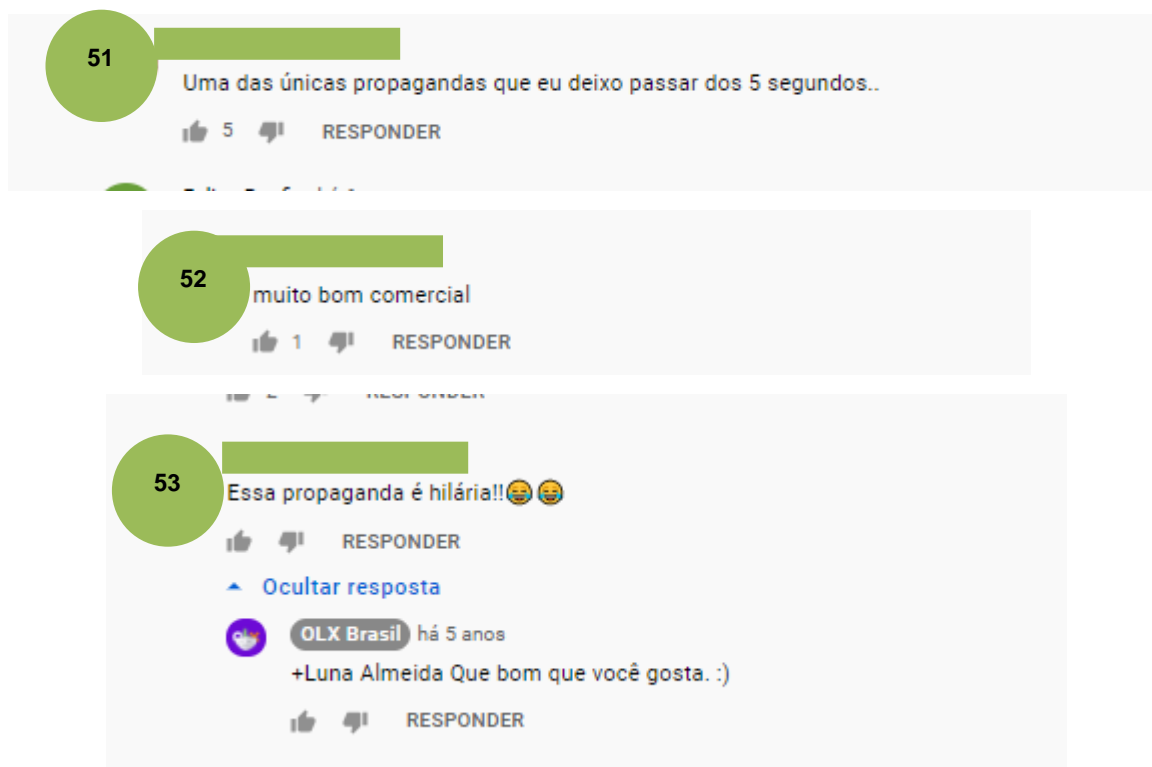 51
Uma das únicas propagandas que eu deixo passar dos 5 segundos..
5 RESPONDER
52
muito bom comercial
1 RESPONDER
53
Essa propaganda é hilária!!😂😂
RESPONDER
Ocultar resposta
OLX Brasil há 5 anos
+Luna Almeida Que bom que você gosta. :)
RESPONDER